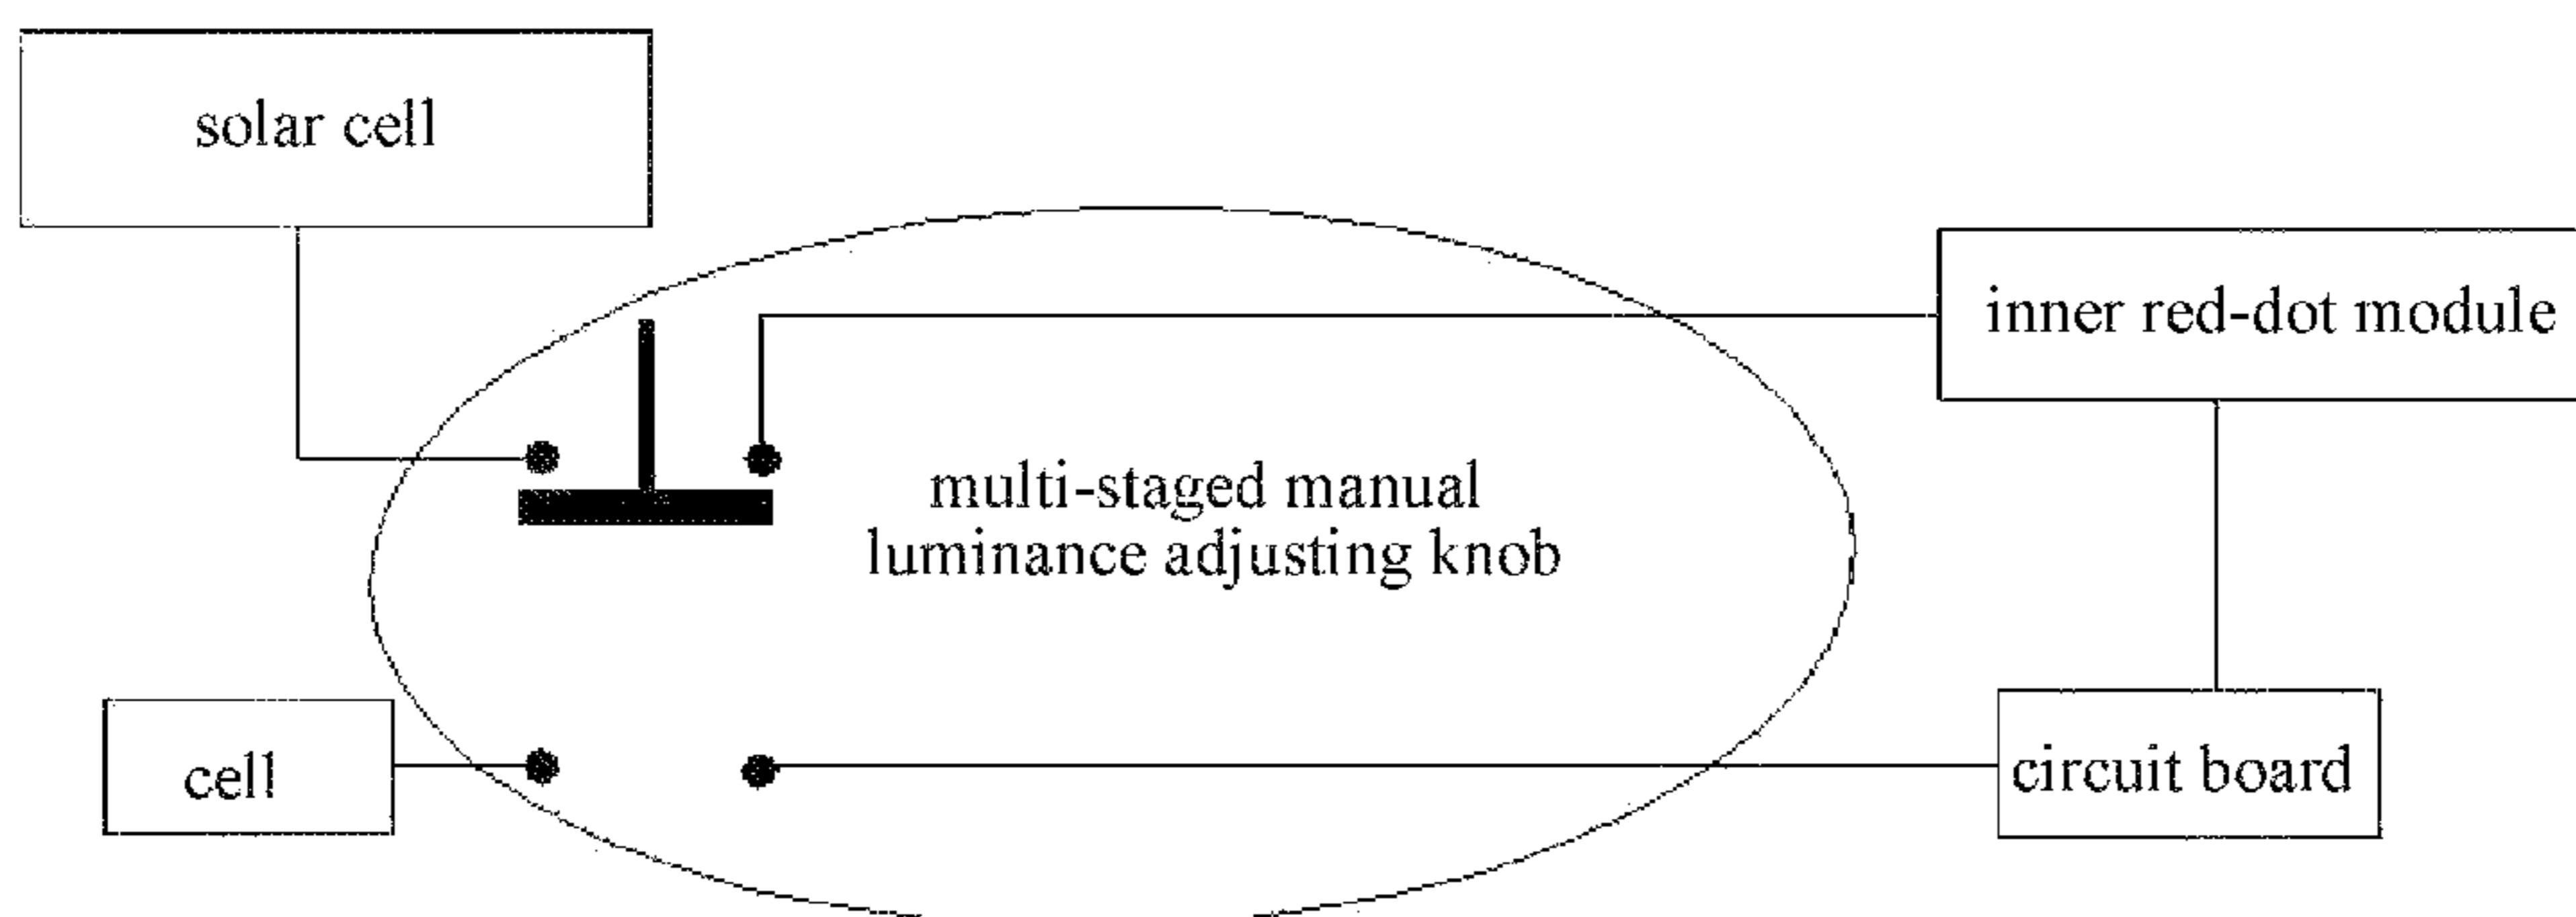 solar cell
inner red-dot module
multi-staged manual
luminance adjusting knob
cell
circuit board